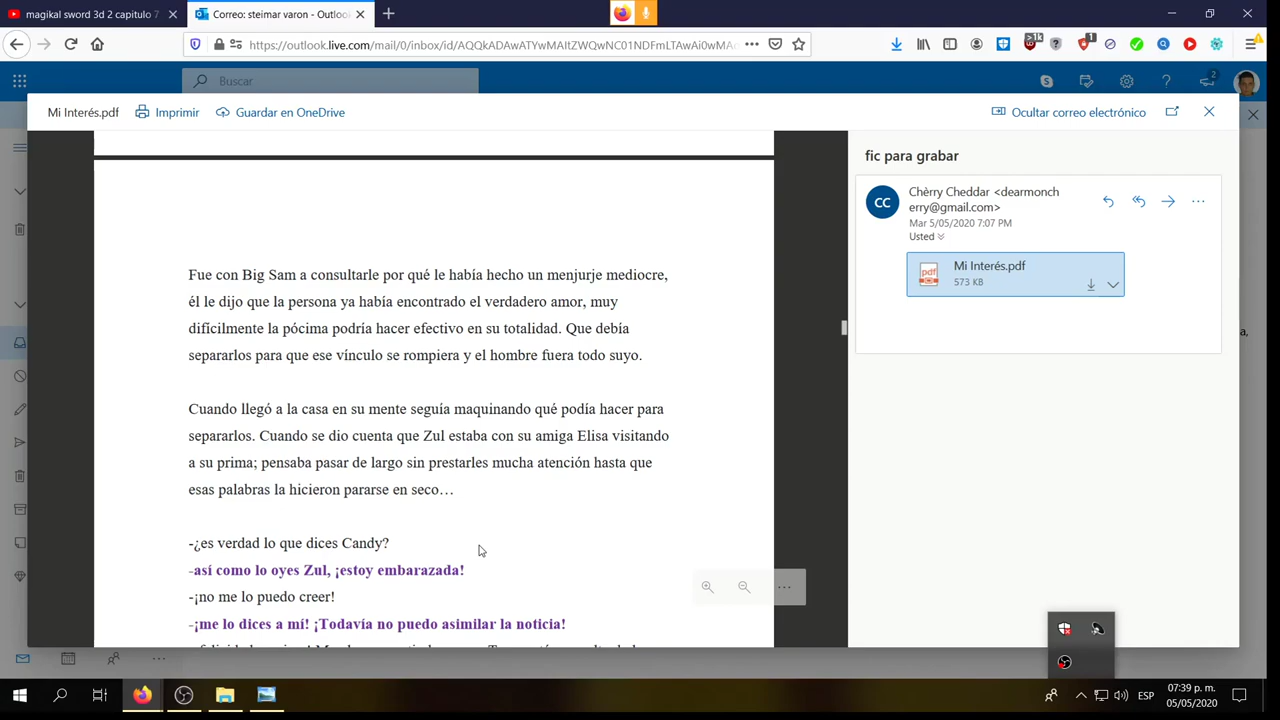 magikal sword 3d 2 capitulo 7
Correo: steimar varon - Outlook
https://outlook.live.com/mail/0/inbox/id/
Buscar
2
Mi Interés.pdf
Imprimir
Guardar en OneDrive
Ocultar correo electrónico
Fue con Big Sam a consultarle por qué le había hecho un menjurje mediocre,
él le dijo que la persona ya había encontrado el verdadero amor, muy
difícilmente la pócima podría hacer efectivo en su totalidad. Que debía
separarlos para que ese vínculo se rompiera y el hombre fuera todo suyo.
Cuando llegó a la casa en su mente seguía maquinando qué podía hacer para
separarlos. Cuando se dio cuenta que Zul estaba con su amiga Elisa visitando
a su prima; pensaba pasar de largo sin prestarles mucha atención hasta que
esas palabras la hicieron pararse en seco…
-¿es verdad lo que dices Candy?
-así como lo oyes Zul, ¡estoy embarazada!
-¡no me lo puedo creer!
-¡me lo dices a mí! ¡Todavía no puedo asimilar la noticia!
fic para grabar
CC
Chèrry Cheddar <dearmonch
erry@gmail.com>
Mar 5/05/2020 7:07 PM
Usted
pdf
Mi Interés.pdf
573 KB
ESP
07:39 p. m.
05/05/2020